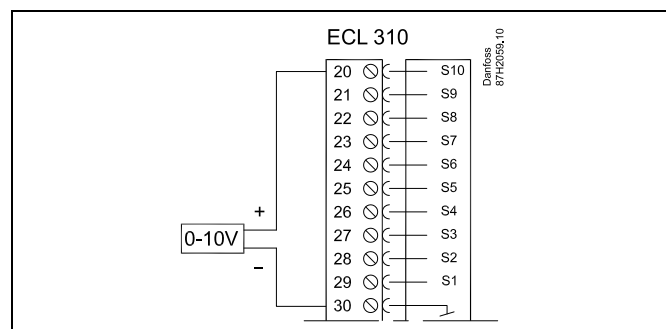 ECL 310
Danfoss
87H2059.10
20 S10
21 S9
22 S8
23 S7
24 S6
25 S5
26 S4
27 S3
28 S2
29 S1
30
+
0-10V
−